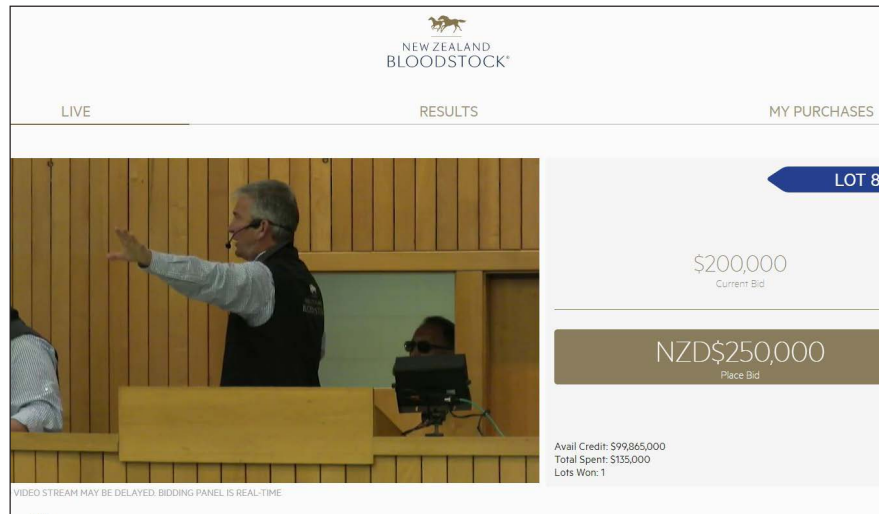 NEW ZEALAND
BLOODSTOCK®
LIVE
RESULTS
MY PURCHASES
LOT 8
$200,000
Current Bid
NZD$250,000
Place Bid
BLOODSTOCK
Avail Credit: $99,865,000
Total Spent: $135,000
Lots Won: 1
VIDEO STREAM MAY BE DELAYED. BIDDING PANEL IS REAL-TIME